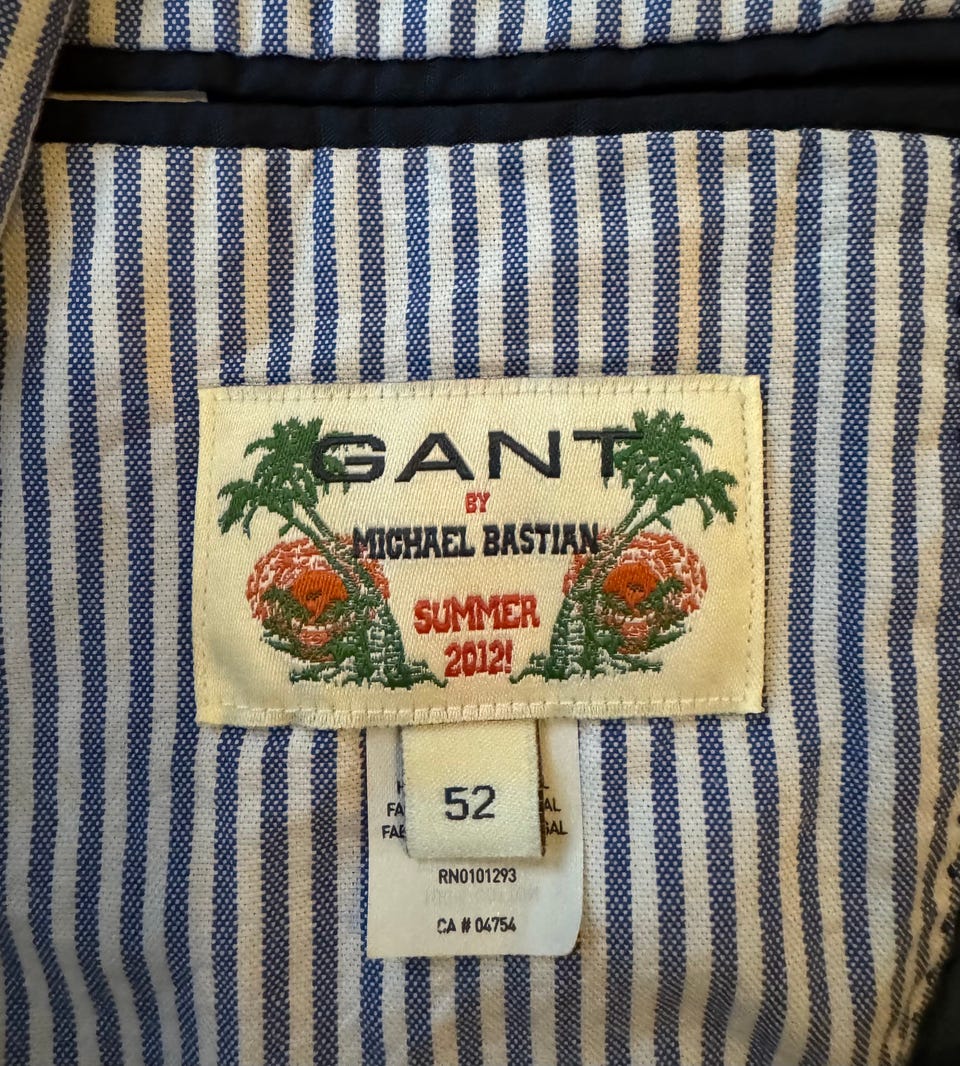 GANT
BY
MICHAEL BASTIAN
SUMMER
2012!
52
RN0101293
CA # 04754